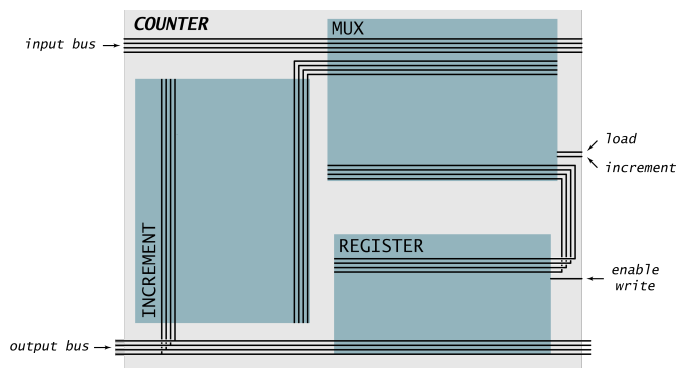 COUNTER
MUX
input bus
load
increment
INCREMENT
REGISTER
enable
write
output bus